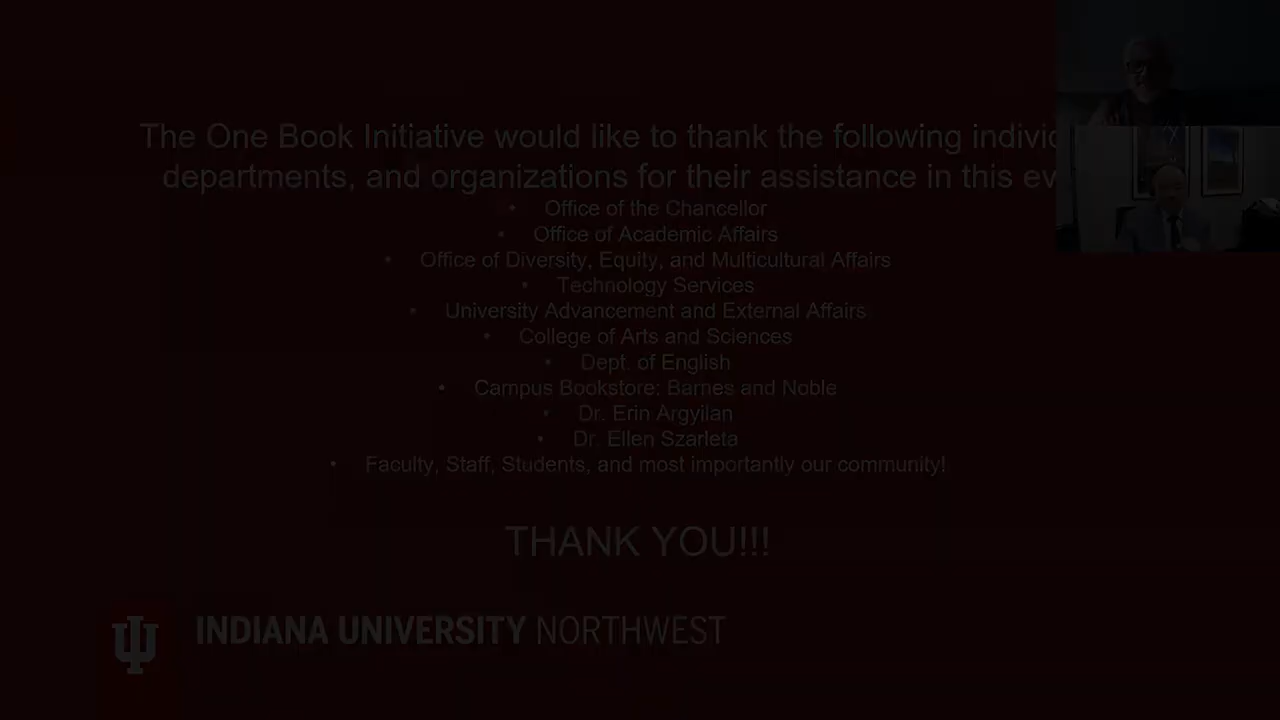 The One Book Initiative would like to thank the following individ
departments, and organizations for their assistance in this ev
• Office of the Chancellor
• Office of Academic Affairs
• Office of Diversity, Equity, and Multicultural Affairs
• Technology Services
• University Advancement and External Affairs
• College of Arts and Sciences
• Dept. of English
• Campus Bookstore: Barnes and Noble
• Dr. Erin Argyilan
• Dr. Ellen Szarleta
• Faculty, Staff, Students, and most importantly our community!
THANK YOU!!!
INDIANA UNIVERSITY NORTHWEST